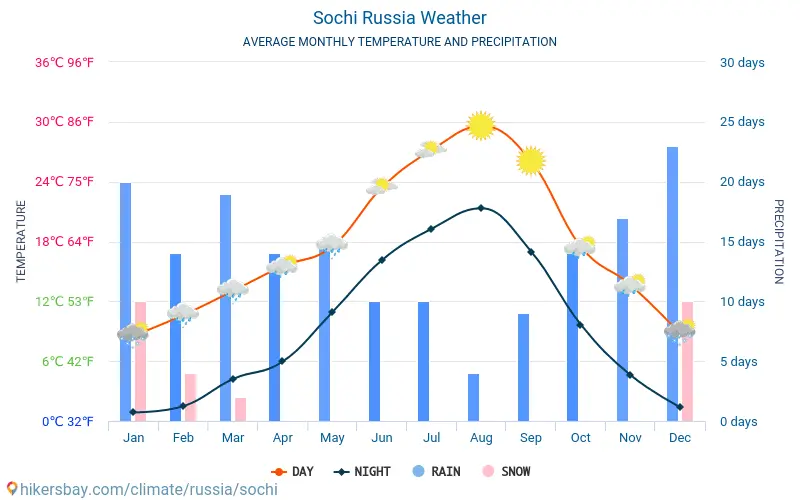 Sochi Russia Weather
AVERAGE MONTHLY TEMPERATURE AND PRECIPITATION
36℃ 96℉ 30 days
30℃ 86℉ 25 days
24℃ 75℉ 20 days
18℃ 64℉ 15 days
12℃ 53℉ 10 days
6℃ 42℉ 5 days
0℃ 32℉ 0 days
TEMPERATURE
PRECIPITATION
Jan Feb Mar Apr May Jun Jul Aug Sep Oct Nov Dec
DAY NIGHT RAIN SNOW
hikersbay.com/climate/russia/sochi